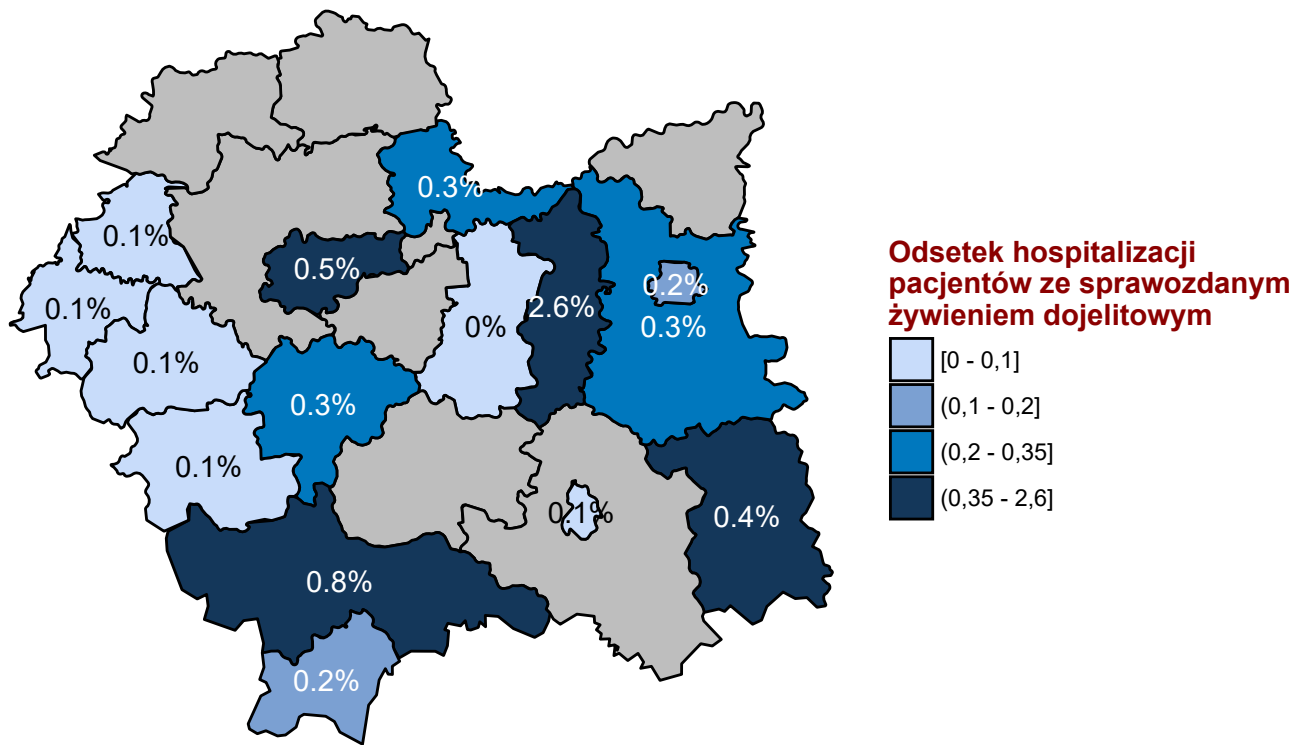 0.3%
0.1%
0.5%
0.2%
0.1%
2.6%
0%
0.3%
0.1%
0.3%
0.1%
0.1%
0.4%
0.8%
0.2%
Odsetek hospitalizacji
pacjentów ze sprawozdanym
żywieniem dojelitowym
[0 - 0,1]
(0,1 - 0,2]
(0,2 - 0,35]
(0,35 - 2,6]